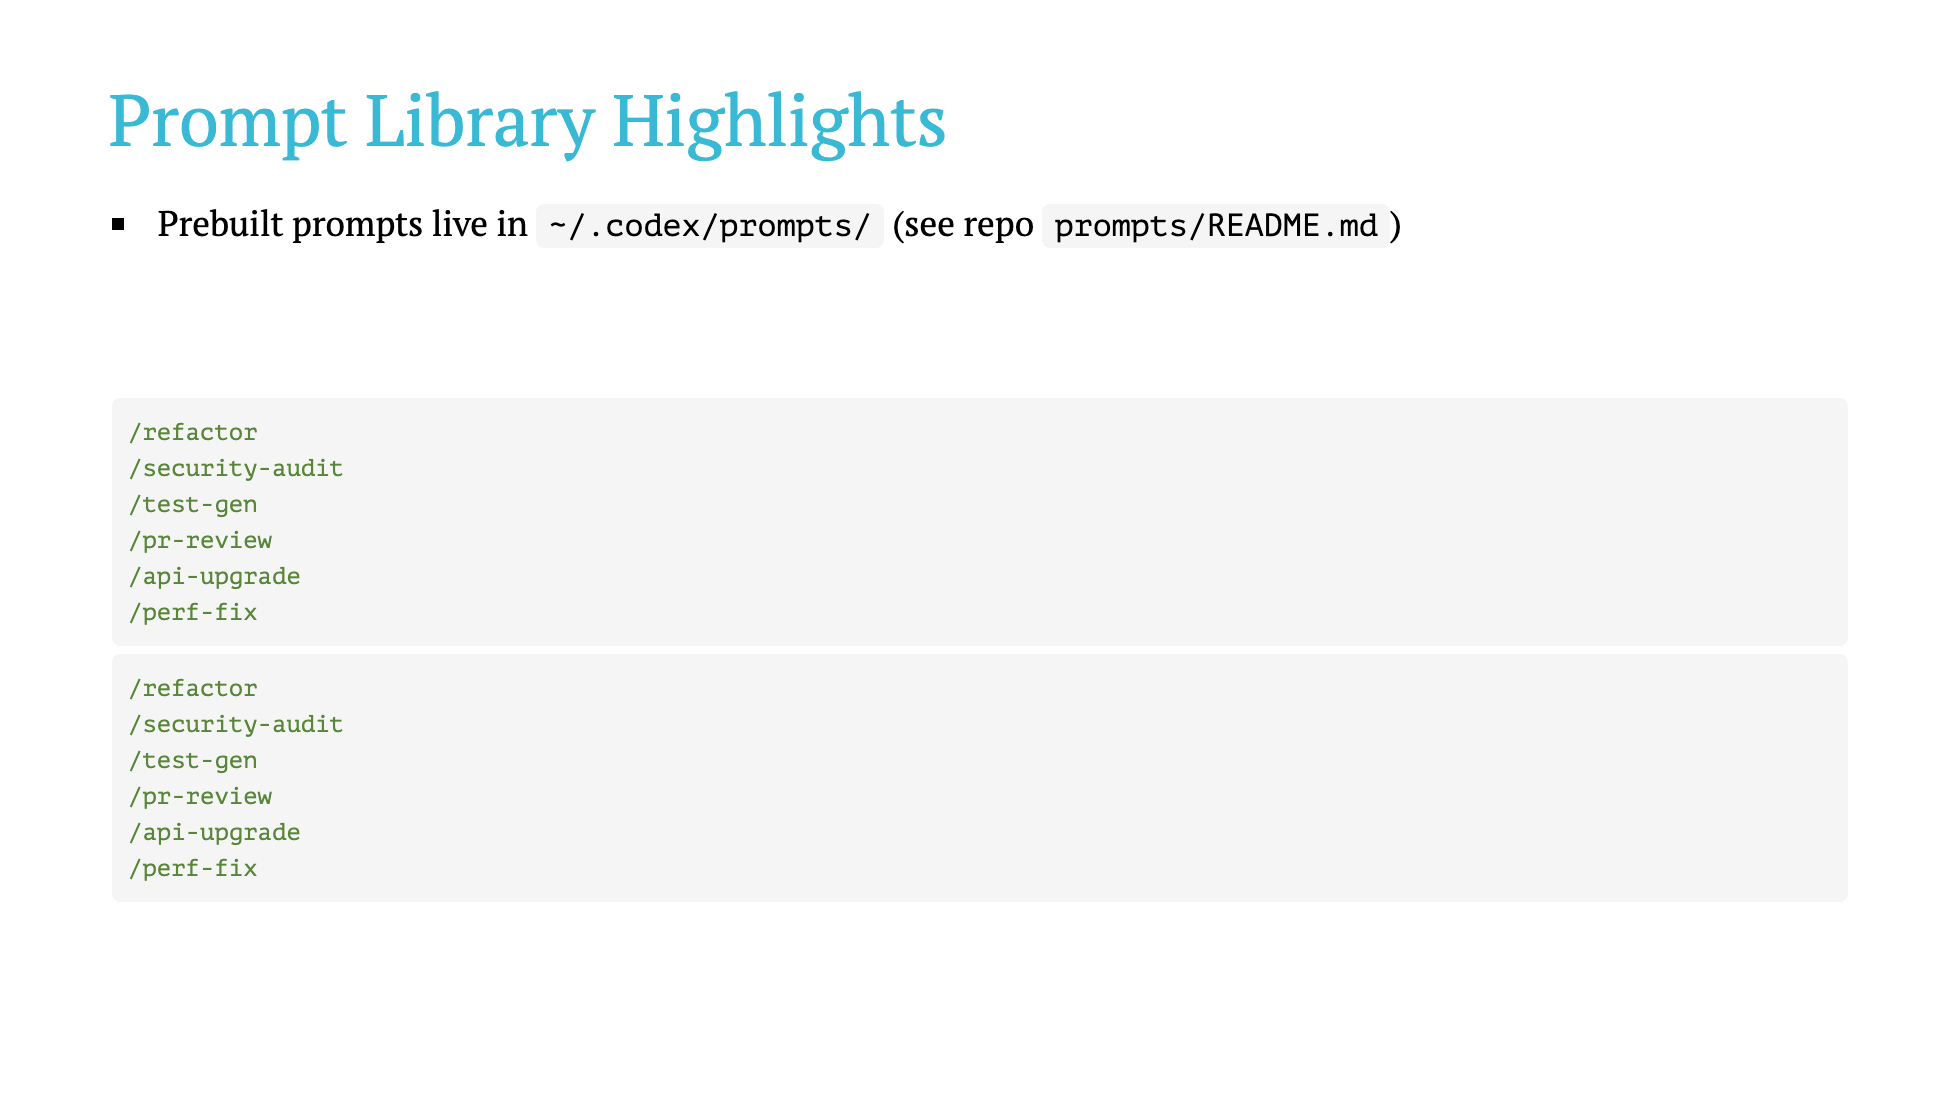 Prompt Library Highlights
▪ Prebuilt prompts live in ~/.codex/prompts/ (see repo prompts/README.md)
/refactor
/security-audit
/test-gen
/pr-review
/api-upgrade
/perf-fix
/refactor
/security-audit
/test-gen
/pr-review
/api-upgrade
/perf-fix